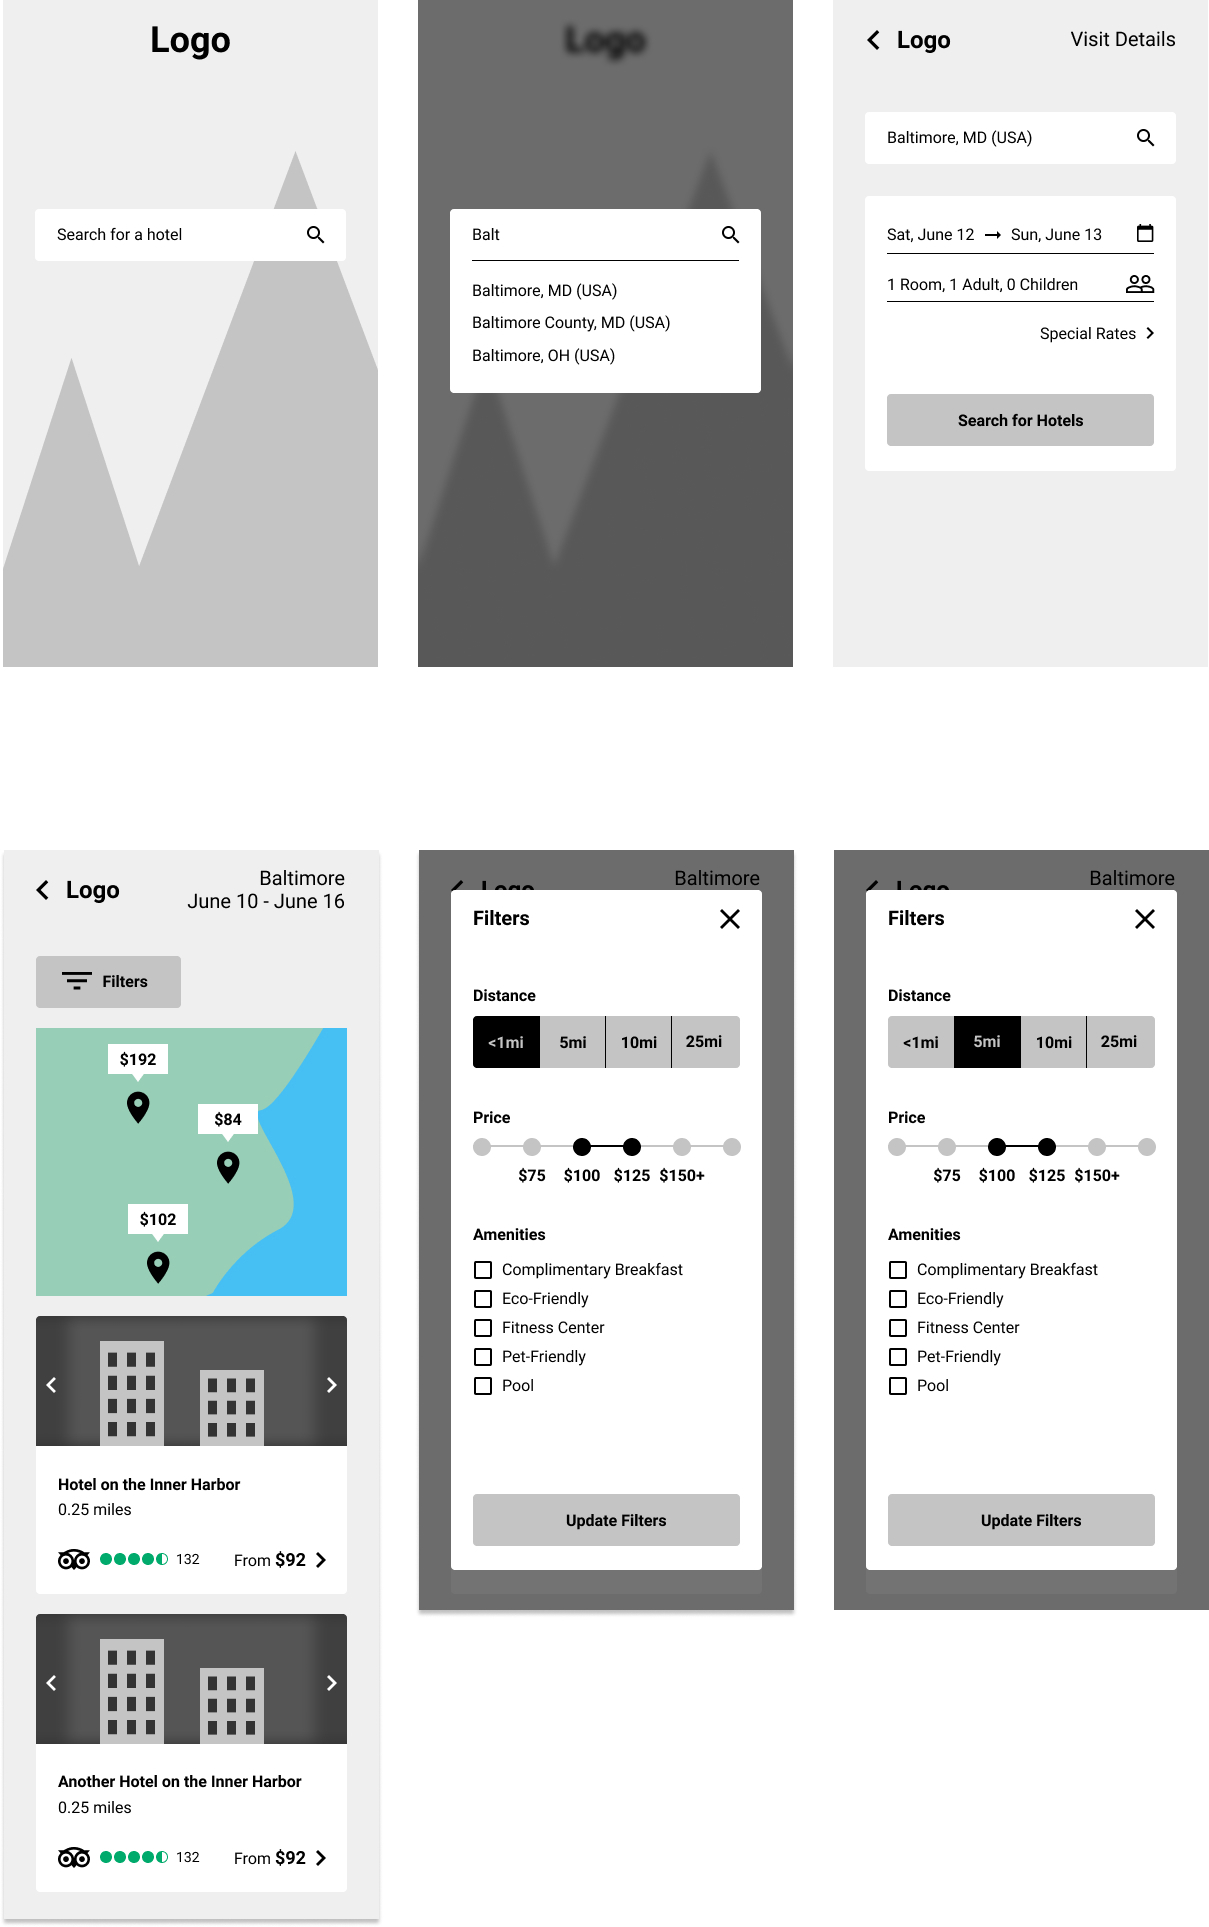 Logo
Search for a hotel
Logo
Balt
Baltimore, MD (USA)
Baltimore County, MD (USA)
Baltimore, OH (USA)
Logo
Visit Details
Baltimore, MD (USA)
Sat, June 12 → Sun, June 13
1 Room, 1 Adult, 0 Children
Special Rates
Search for Hotels
Logo
Baltimore
June 10 - June 16
Filters
$192
$84
$102
Hotel on the Inner Harbor
0.25 miles
132 From $92
Another Hotel on the Inner Harbor
0.25 miles
132 From $92
Logo
Baltimore
Filters
Distance
<1mi 5mi 10mi 25mi
Price
$75 $100 $125 $150+
Amenities
Complimentary Breakfast
Eco-Friendly
Fitness Center
Pet-Friendly
Pool
Update Filters
Logo
Baltimore
Filters
Distance
<1mi 5mi 10mi 25mi
Price
$75 $100 $125 $150+
Amenities
Complimentary Breakfast
Eco-Friendly
Fitness Center
Pet-Friendly
Pool
Update Filters